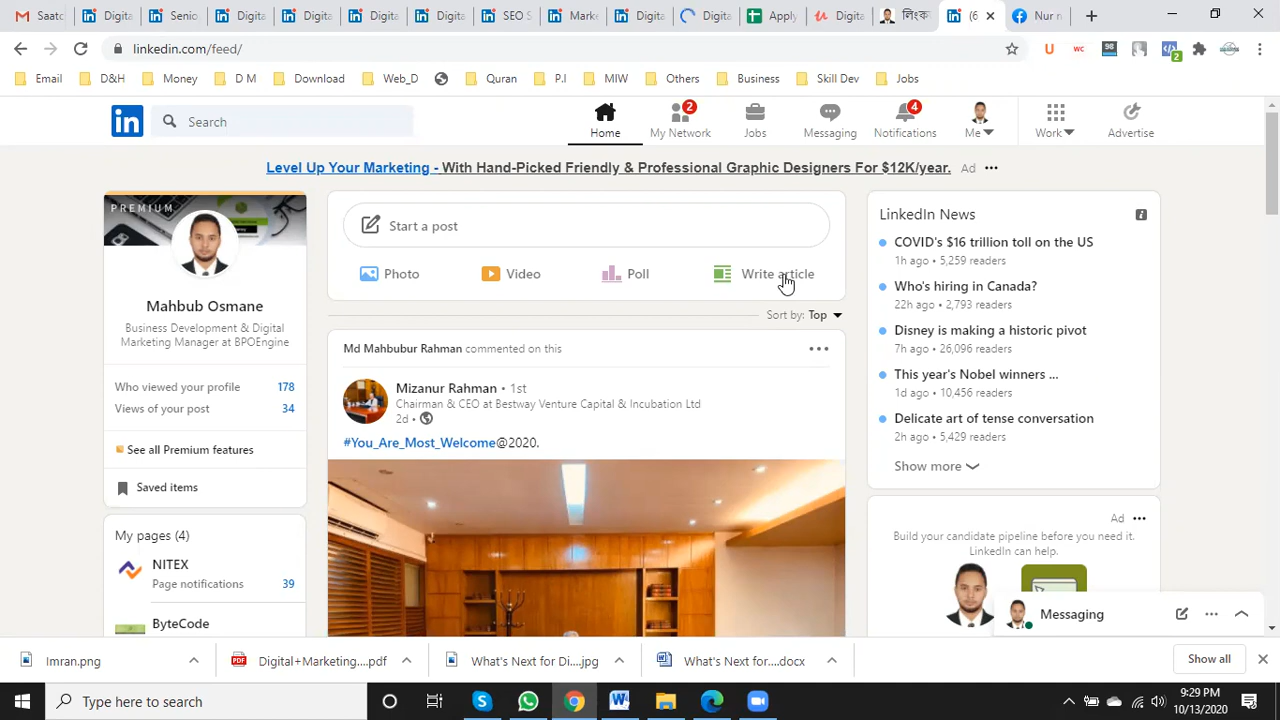 Saatc
Digita
Senio
Digita
Digita
Digita
Digita
SEO S
Marke
Digita
Digita
Apply
Digita
লিংক
(6
Nur n
linkedin.com/feed/
Email
D&H
Money
D M
Download
Web_D
Quran
P.I
MIW
Others
Business
Skill Dev
Jobs
Search
Home
2
My Network
Jobs
Messaging
4
Notifications
Me
Work
Advertise
Level Up Your Marketing - With Hand-Picked Friendly & Professional Graphic Designers For $12K/year.
Ad
PREMIUM
Mahbub Osmane
Business Development & Digital
Marketing Manager at BPOEngine
Who viewed your profile 178
Views of your post 34
See all Premium features
Saved items
My pages (4)
NITEX
Page notifications 39
ByteCode
Start a post
Photo
Video
Poll
Write article
Sort by: Top
Md Mahbubur Rahman commented on this
Mizanur Rahman • 1st
Chairman & CEO at Bestway Venture Capital & Incubation Ltd
2d •
#You_Are_Most_Welcome@2020.
LinkedIn News
COVID's $16 trillion toll on the US
1h ago • 5,259 readers
Who's hiring in Canada?
22h ago • 2,793 readers
Disney is making a historic pivot
7h ago • 26,096 readers
This year's Nobel winners ...
1d ago • 10,456 readers
Delicate art of tense conversation
2h ago • 5,429 readers
Show more
Ad
Build your candidate pipeline before you need it.
LinkedIn can help.
Messaging
Imran.png
Digital+Marketing....pdf
What's Next for Di....jpg
What's Next for....docx
Show all
Type here to search
9:29 PM
10/13/2020